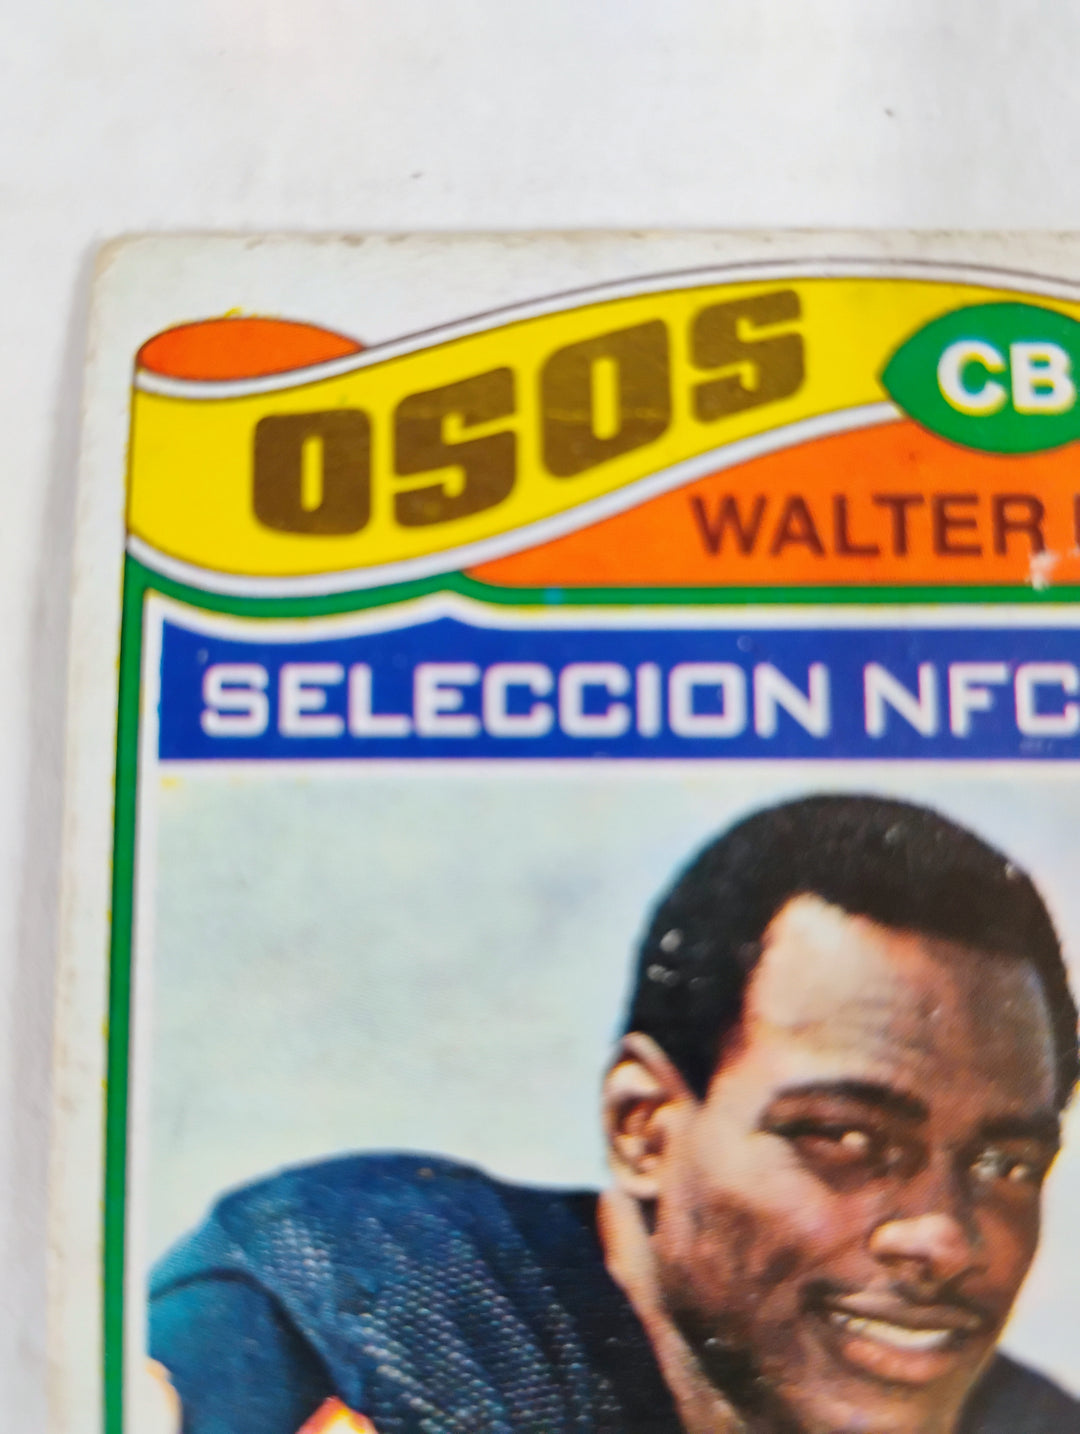 OSOS
CB
WALTER
SELECCION NFC